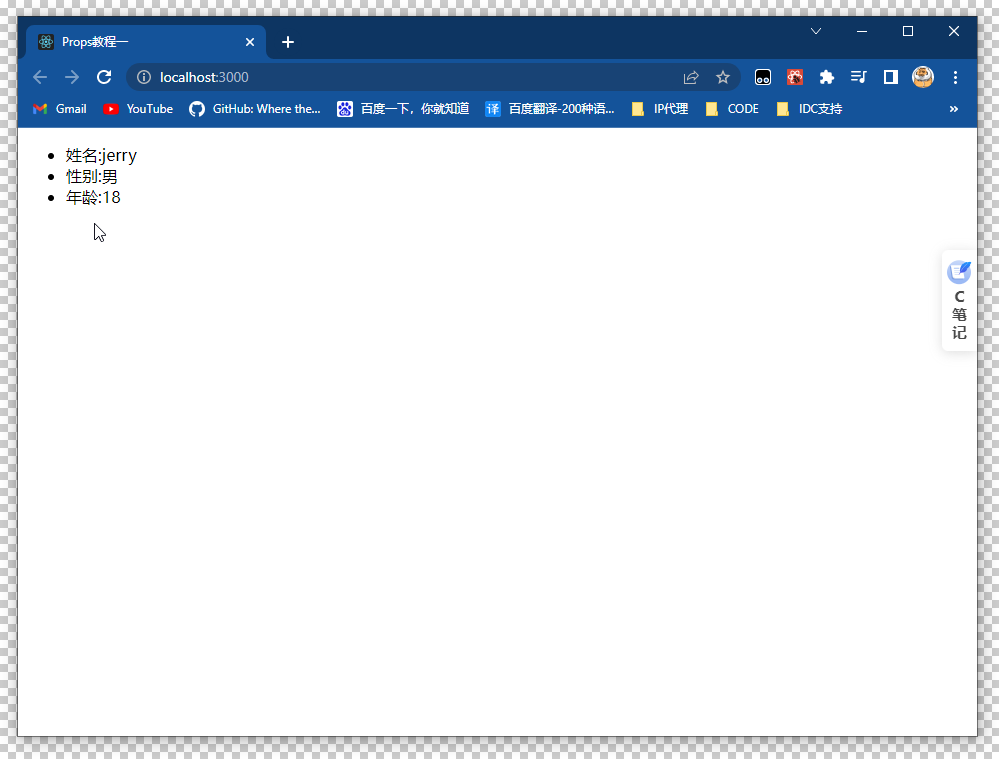 Props教程一
localhost:3000
Gmail
YouTube
GitHub: Where the...
百度一下，你就知道
译
百度翻译-200种语...
IP代理
CODE
IDC支持
»
姓名:jerry
性别:男
年龄:18
C
笔
记